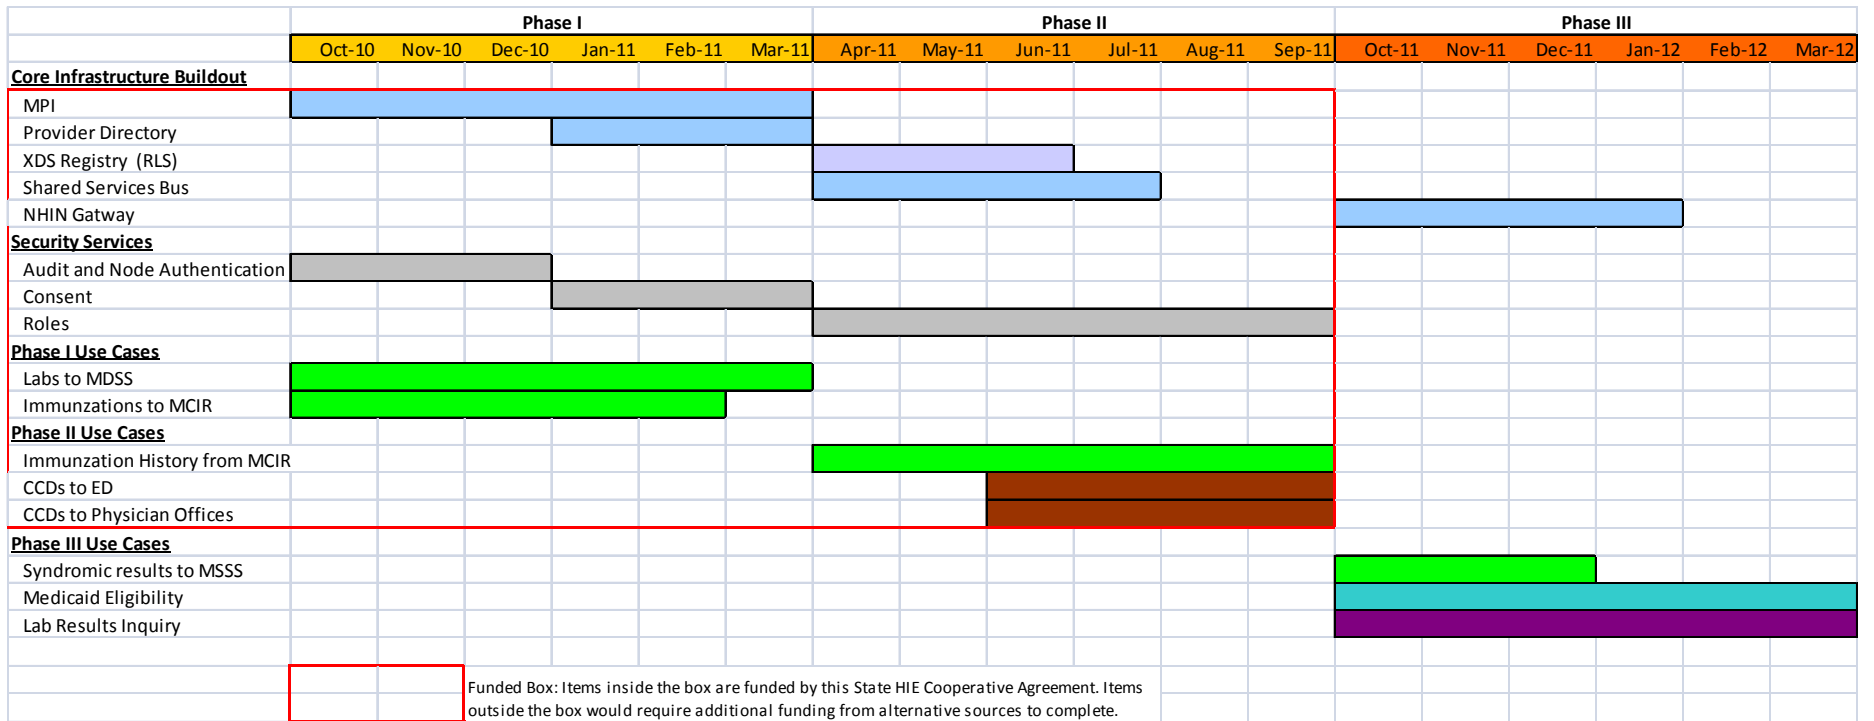 Phase I Phase II Phase III
Oct-10 Nov-10 Dec-10 Jan-11 Feb-11 Mar-11 Apr-11 May-11 Jun-11 Jul-11 Aug-11 Sep-11 Oct-11 Nov-11 Dec-11 Jan-12 Feb-12 Mar-12
Core Infrastructure Buildout
MPI
Provider Directory
XDS Registry (RLS)
Shared Services Bus
NHIN Gatway
Security Services
Audit and Node Authentication
Consent
Roles
Phase I Use Cases
Labs to MDSS
Immunzations to MCIR
Phase II Use Cases
Immunzation History from MCIR
CCDs to ED
CCDs to Physician Offices
Phase III Use Cases
Syndromic results to MSSS
Medicaid Eligibility
Lab Results Inquiry
Funded Box: Items inside the box are funded by this State HIE Cooperative Agreement. Items
outside the box would require additional funding from alternative sources to complete.